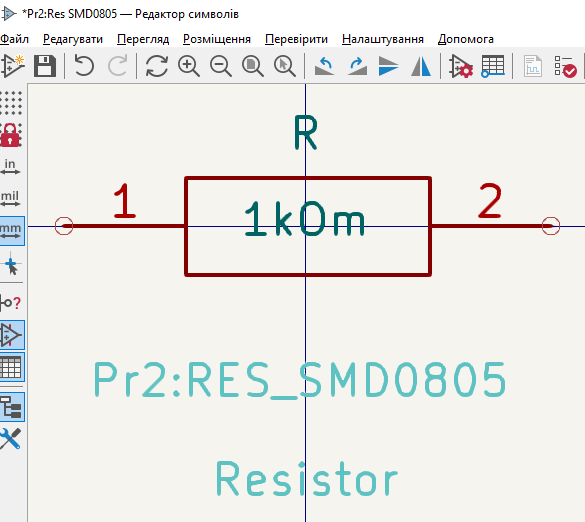 *Pr2:Res SMD0805 — Редактор символів
Файл Редагувати Перегляд Розміщення Перевірити Налаштування Допомога
in
mil
mm
R
1 2
1kOm
Pr2:RES_SMD0805
Resistor